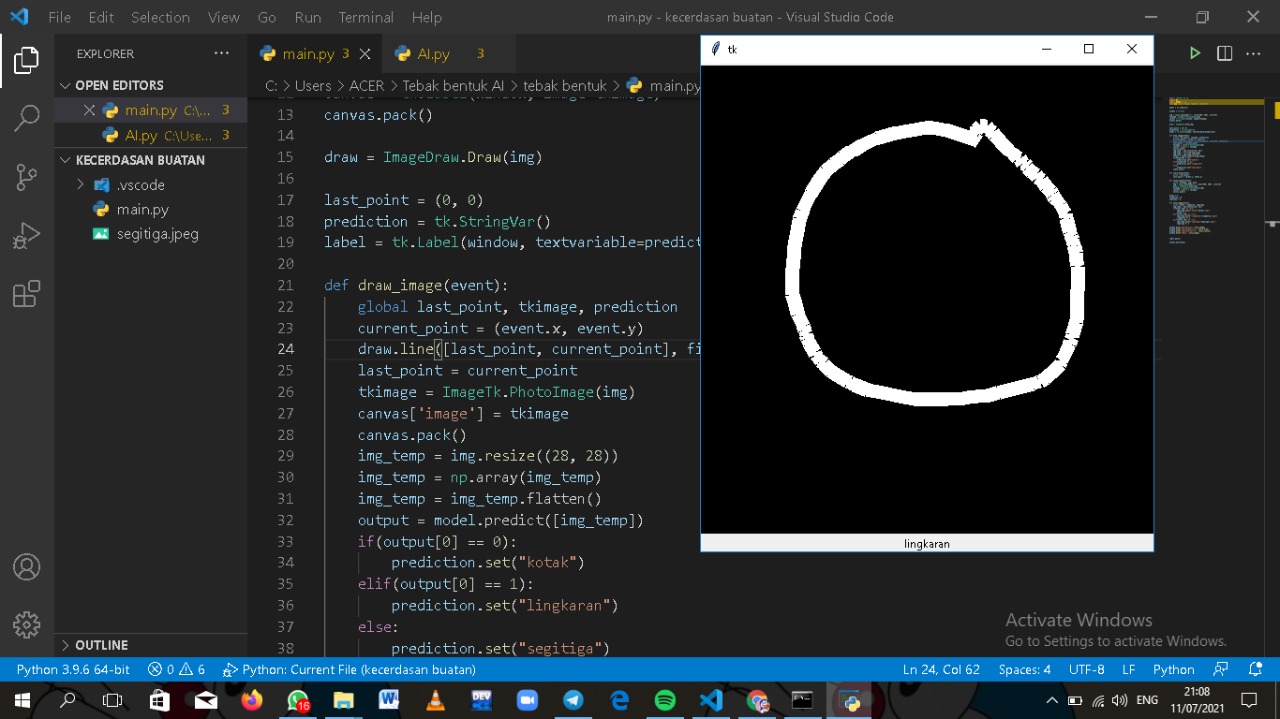 File Edit Selection View Go Run Terminal Help main.py - kecerdasan buatan - Visual Studio Code
EXPLORER
main.py 3
AI.py 3
tk
OPEN EDITORS
C: > Users > ACER > Tebak bentuk AI > tebak bentuk > main.py
main.py C:\... 3
AI.py C:\Use... 3
KECERDASAN BUATAN
.vscode
main.py
segitiga.jpeg
13 canvas.pack()
14
15 draw = ImageDraw.Draw(img)
16
17 last_point = (0, 0)
18 prediction = tk.StringVar()
19 label = tk.Label(window, textvariable=predict
20
21 def draw_image(event):
22 global last_point, tkimage, prediction
23 current_point = (event.x, event.y)
24 draw.line([last_point, current_point], fi
25 last_point = current_point
26 tkimage = ImageTk.PhotoImage(img)
27 canvas['image'] = tkimage
28 canvas.pack()
29 img_temp = img.resize((28, 28))
30 img_temp = np.array(img_temp)
31 img_temp = img_temp.flatten()
32 output = model.predict([img_temp])
33 if(output[0] == 0):
34 prediction.set("kotak")
35 elif(output[0] == 1):
36 prediction.set("lingkaran")
37 else:
38 prediction.set("segitiga")
lingkaran
Activate Windows
Go to Settings to activate Windows.
OUTLINE
Python 3.9.6 64-bit 0 6 Python: Current File (kecerdasan buatan) Ln 24, Col 62 Spaces: 4 UTF-8 LF Python
16
DEV
ENG
21:08
11/07/2021